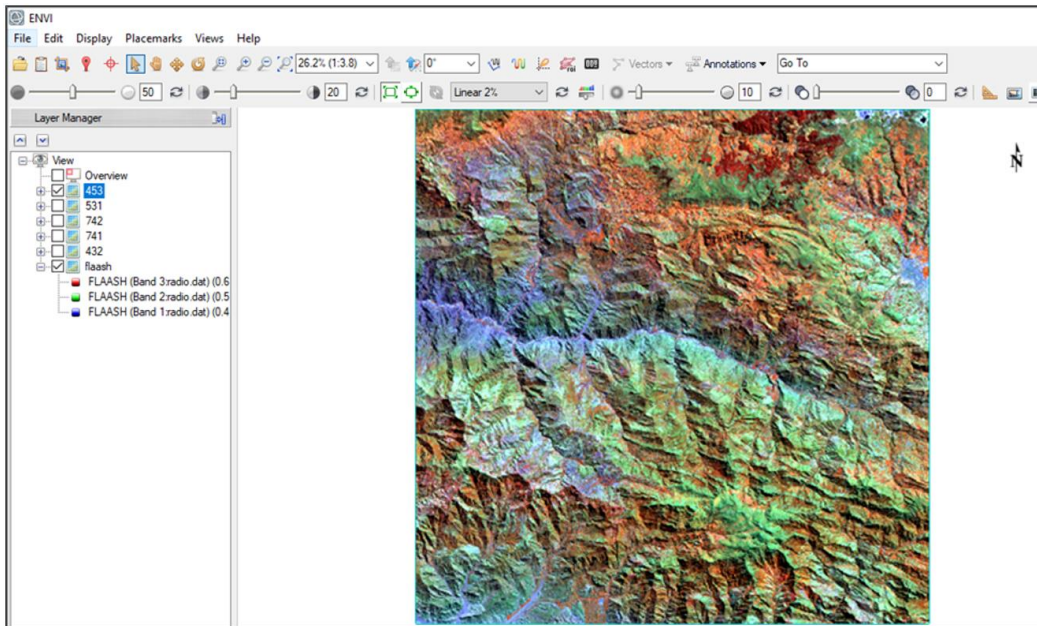 ENVI
File Edit Display Placemarks Views Help
26.2% (1:3.8) 0° Vectors Annotations Go To
50 20 Linear 2% 10 0
Layer Manager
View
Overview
453
531
742
741
432
flaash
FLAASH (Band 3:radio.dat) (0.6
FLAASH (Band 2:radio.dat) (0.5
FLAASH (Band 1:radio.dat) (0.4
N